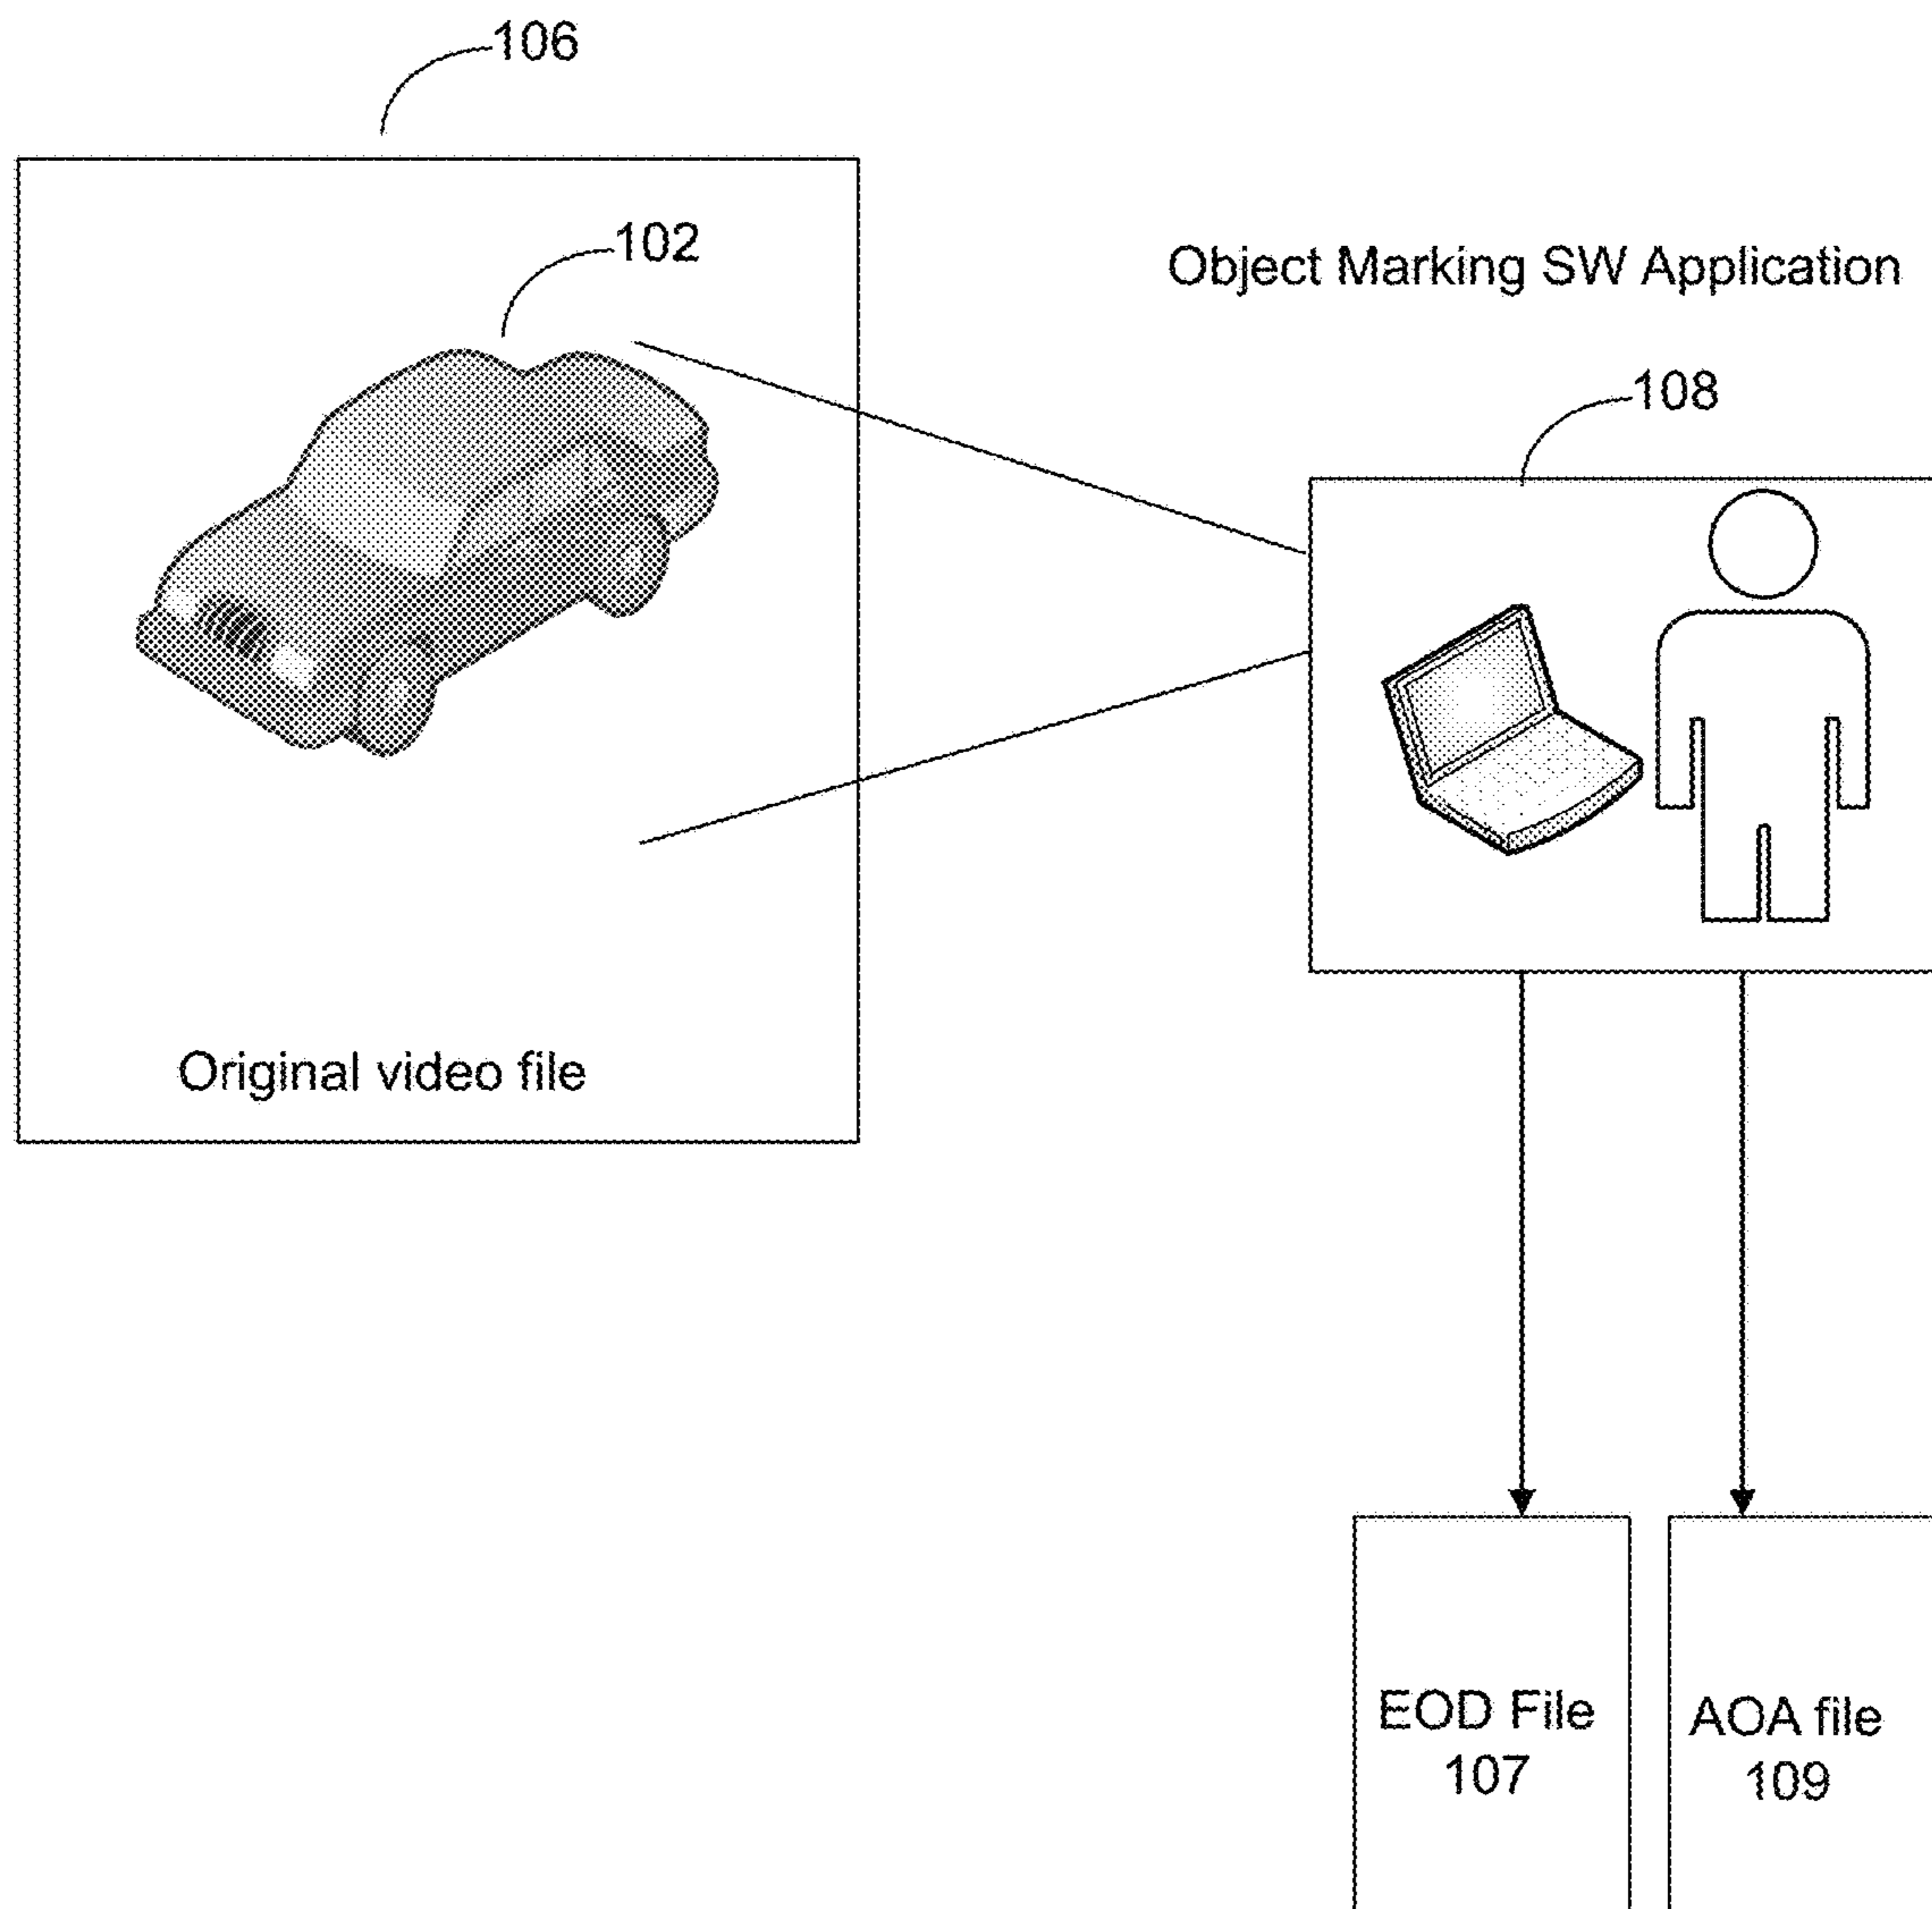 106
102
Object Marking SW Application
108
Original video file
EOD File
107
AOA file
109